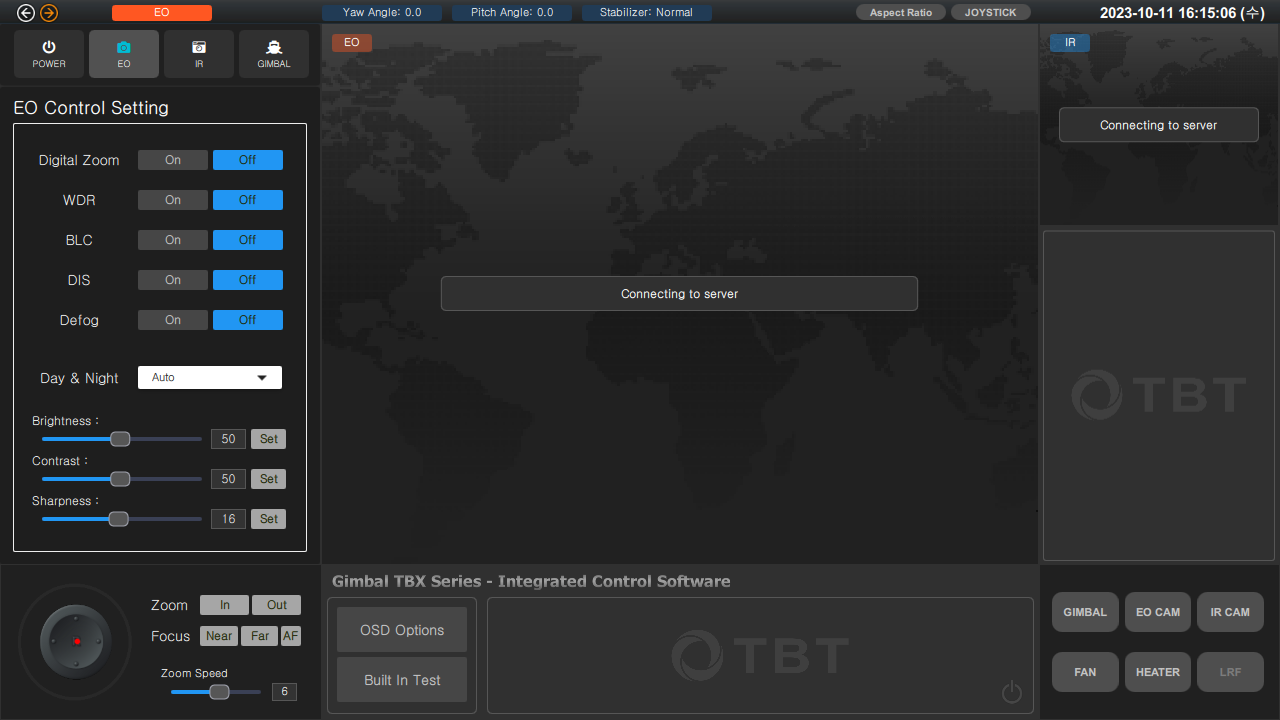 EO
Yaw Angle: 0.0
Pitch Angle: 0.0
Stabilizer: Normal
Aspect Ratio
JOYSTICK
2023-10-11 16:15:06 (수)
POWER
EO
IR
GIMBAL
EO
IR
EO Control Setting
Digital Zoom On Off
WDR On Off
BLC On Off
DIS On Off
Defog On Off
Day & Night Auto
Brightness :
50 Set
Contrast :
50 Set
Sharpness :
16 Set
Connecting to server
Connecting to server
TBT
Zoom In Out
Focus Near Far AF
Zoom Speed
6
Gimbal TBX Series - Integrated Control Software
OSD Options
Built In Test
TBT
GIMBAL
EO CAM
IR CAM
FAN
HEATER
LRF